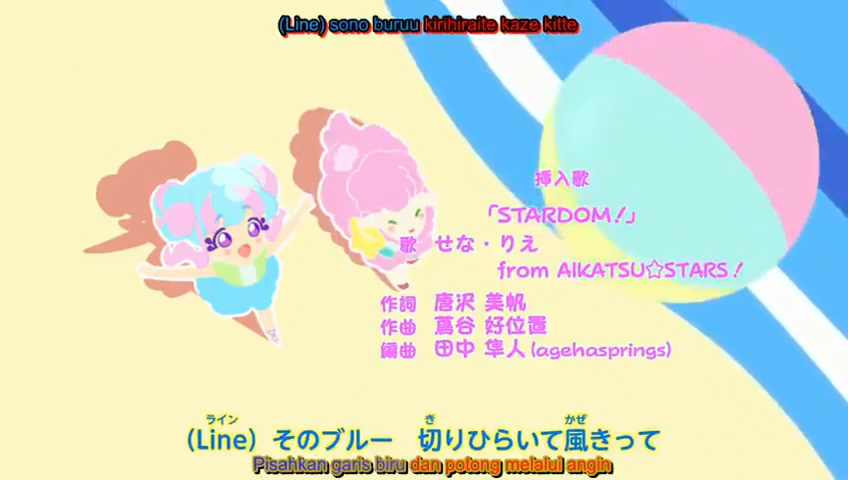 (Line) sono buruu kirihiraite kaze kitte
挿入歌
「STARDOM!」
歌 せな・りえ
from AIKATSU☆STARS!
作詞 唐沢 美帆
作曲 蔦谷 好位置
編曲 田中 隼人(agehasprings)
ライン き かぜ
(Line) そのブルー 切りひらいて風きって
Pisahkan garis biru dan potong melalui angin